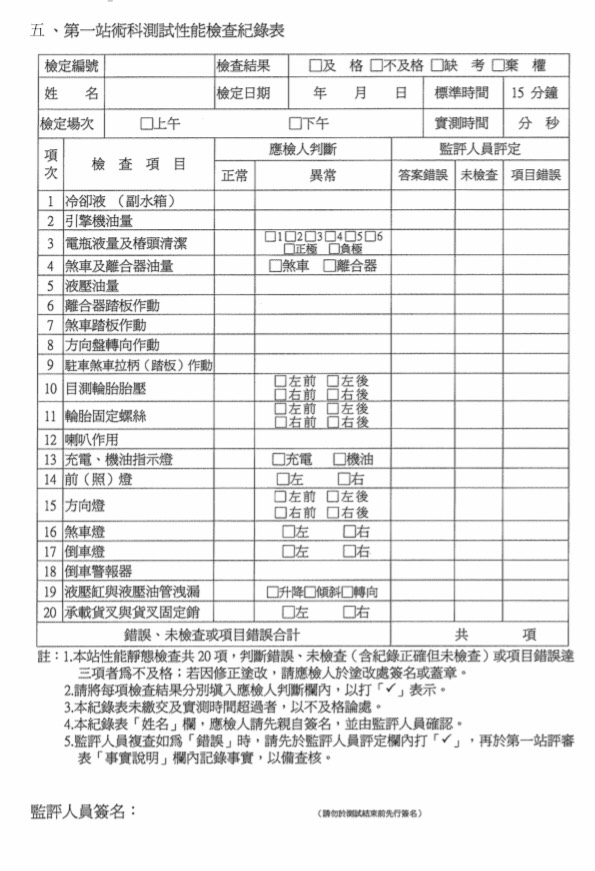 五、第一站術科測試性能檢查紀錄表
檢定編號 檢查結果 □及 格 □不及格 □缺 考 □棄 權
姓 名 檢定日期 年 月 日 標準時間 15 分鐘
檢定場次 □上午 □下午 實測時間 分 秒
項次 檢 查 項 目 應檢人判斷 監評人員評定
正常 異常 答案錯誤 未檢查 項目錯誤
1 冷卻液 （副水箱）
2 引擎機油量
3 電瓶液量及樁頭清潔 □1□2□3□4□5□6
□正極 □負極
4 煞車及離合器油量 □煞車 □離合器
5 液壓油量
6 離合器踏板作動
7 煞車踏板作動
8 方向盤轉向作動
9 駐車煞車拉柄（踏板）作動
10 目測輪胎胎壓 □左前 □左後
□右前 □右後
11 輪胎固定螺絲 □左前 □左後
□右前 □右後
12 喇叭作用
13 充電、機油指示燈 □充電 □機油
14 前（照）燈 □左 □右
15 方向燈 □左前 □左後
□右前 □右後
16 煞車燈 □左 □右
17 倒車燈 □左 □右
18 倒車警報器
19 液壓缸與液壓油管洩漏 □升降□傾斜□轉向
20 承載貨叉與貨叉固定銷 □左 □右
錯誤、未檢查或項目錯誤合計 共 項
註：1.本站性能靜態檢查共20項，判斷錯誤、未檢查（含紀錄正確但未檢查）或項目錯誤達
三項者為不及格；若因修正塗改，請應檢人於塗改處簽名或蓋章。
2.請將每項檢查結果分別填入應檢人判斷欄內，以打「✓」表示。
3.本紀錄表未繳交及實測時間超過者，以不及格論處。
4.本紀錄表「姓名」欄，應檢人請先親自簽名，並由監評人員確認。
5.監評人員複查如為「錯誤」時，請先於監評人員評定欄內打「✓」，再於第一站評審
表「事實說明」欄內記錄事實，以備查核。
監評人員簽名： （請勿於測試結束前先行簽名）